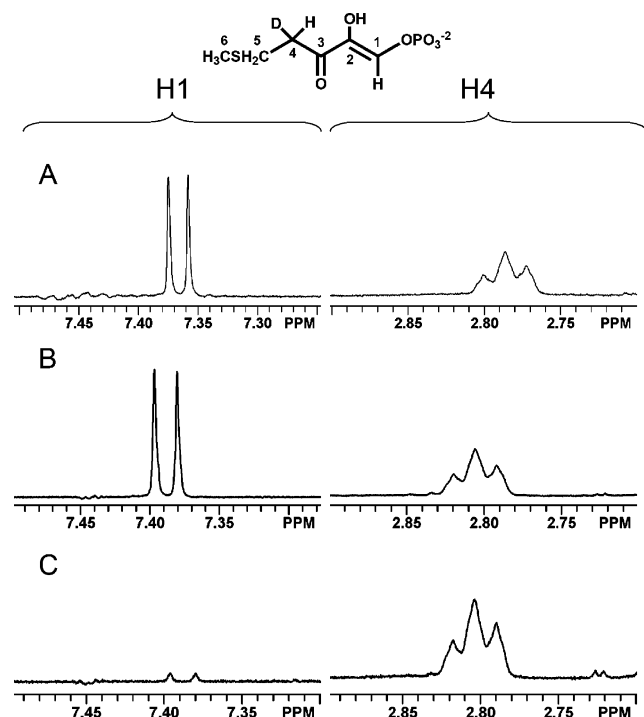 D H OH
6 5 3 1 OPO₃⁻²
H₃CSH₂C 4 2
O H
H1 H4
A
7.45 7.40 7.35 7.30 PPM 2.85 2.80 2.75 PPM
B
7.45 7.40 7.35 PPM 2.85 2.80 2.75 PPM
C
7.45 7.40 7.35 PPM 2.85 2.80 2.75 PPM